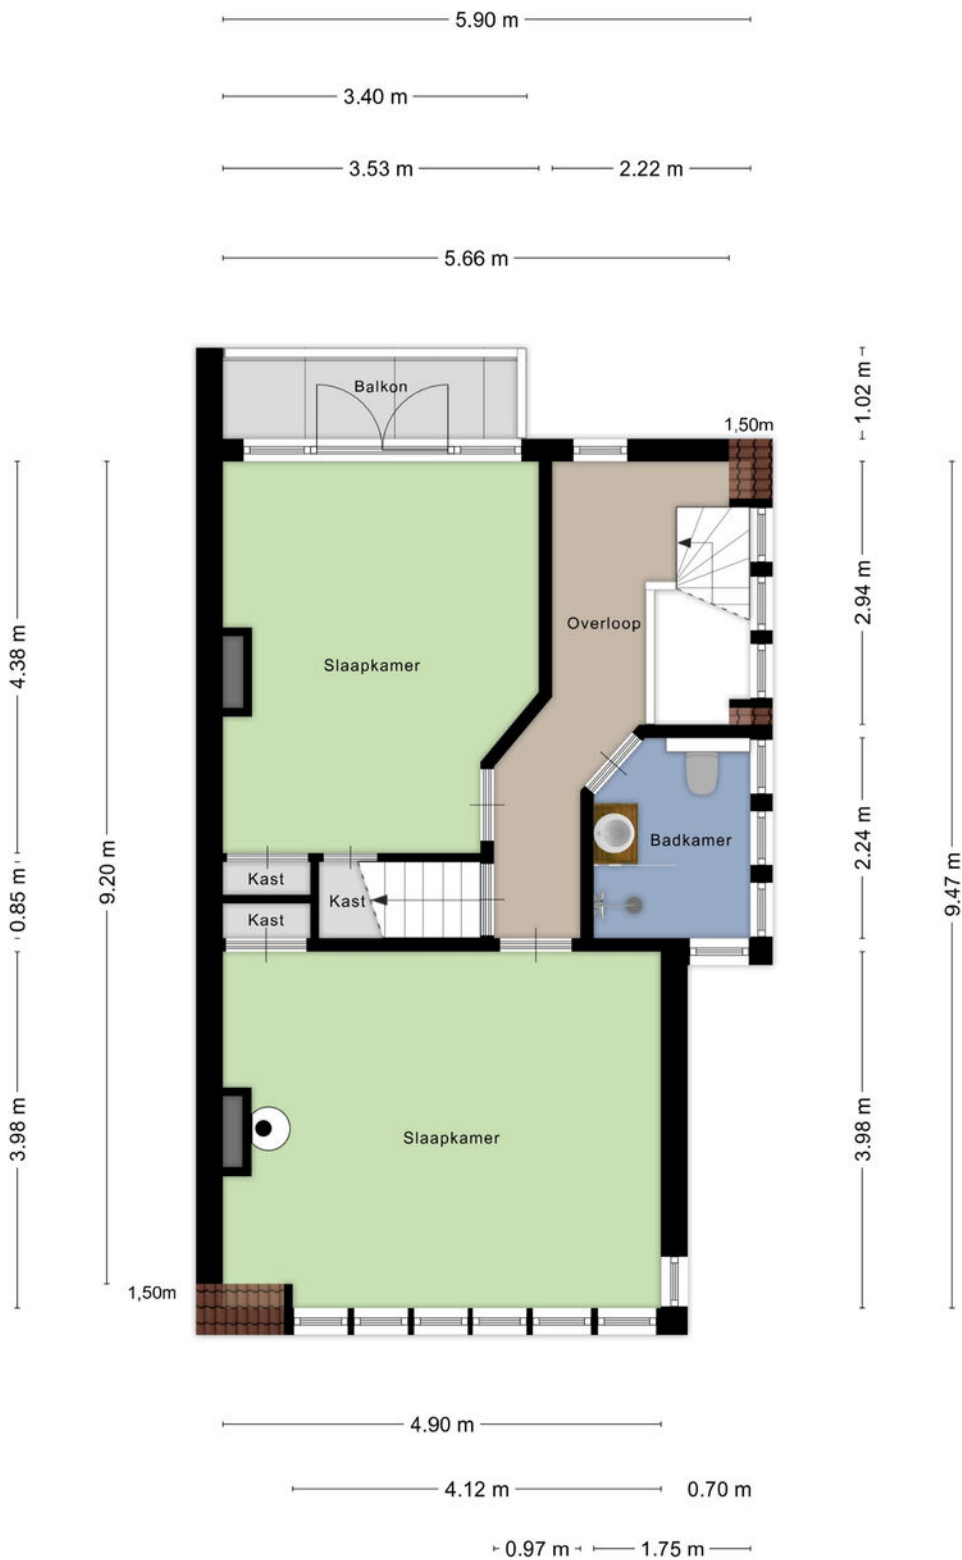 5.90 m
3.40 m
3.53 m
2.22 m
5.66 m
Balkon
1.02 m
1,50m
4.38 m
2.94 m
Overloop
Slaapkamer
Badkamer
2.24 m
9.20 m
0.85 m
Kast
Kast
Kast
9.47 m
3.98 m
Slaapkamer
3.98 m
1,50m
4.90 m
4.12 m
0.70 m
0.97 m
1.75 m